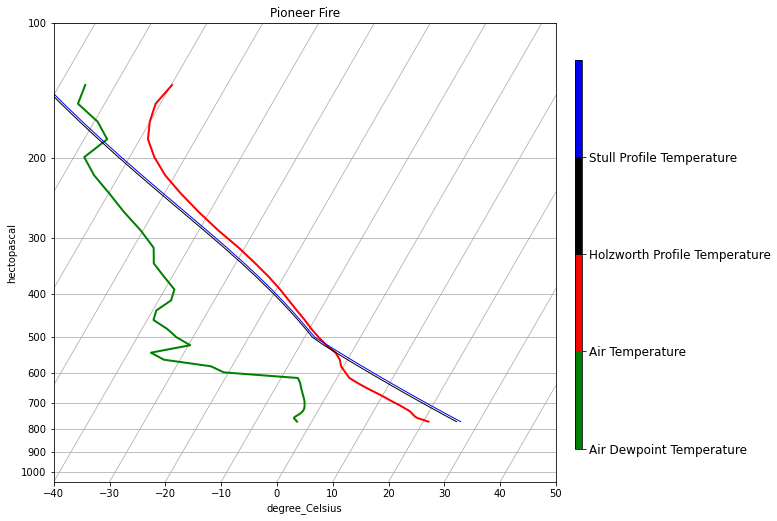 Pioneer Fire
100
200
300
400
500
600
700
800
900
1000
hectopascal
−40
−30
−20
−10
0
10
20
30
40
50
degree_Celsius
Stull Profile Temperature
Holzworth Profile Temperature
Air Temperature
Air Dewpoint Temperature